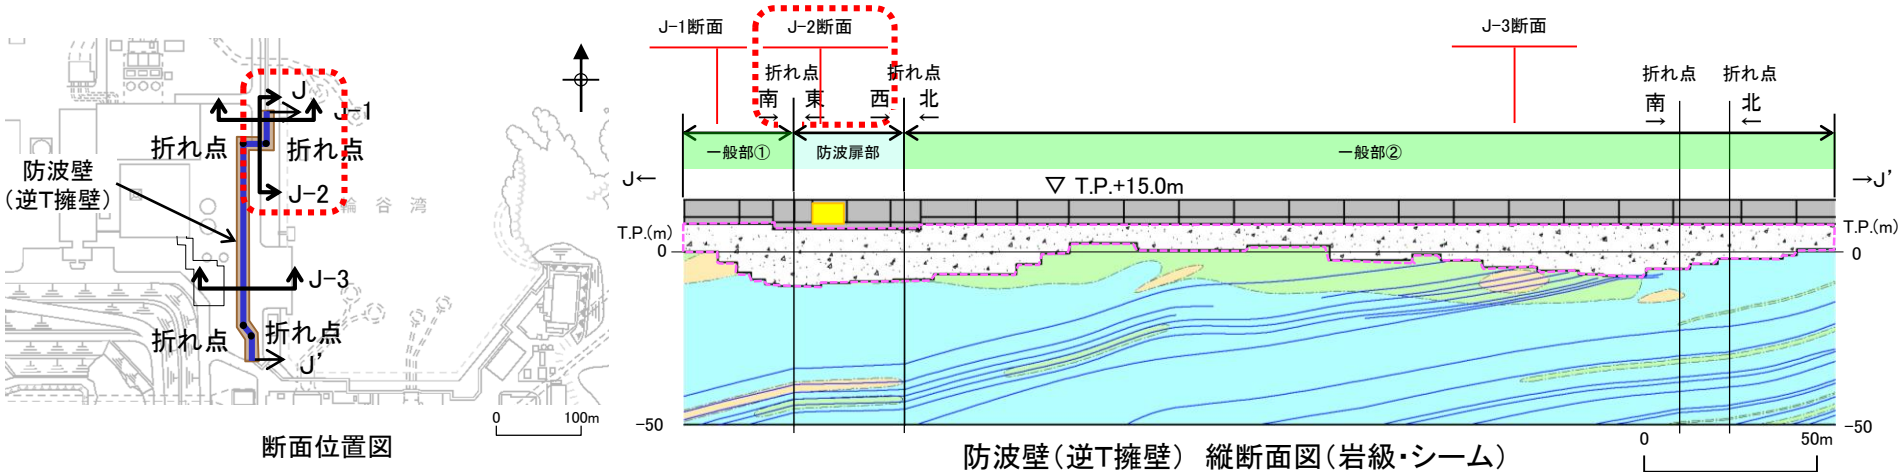 J
J-1
折れ点
折れ点
防波壁
(逆T擁壁)
J-2
輪谷湾
J-3
折れ点
折れ点
J'
0
100m
断面位置図
J-1断面
J-2断面
J-3断面
折れ点
折れ点
折れ点
折れ点
南
→
東
←
西
→
北
←
南
→
北
←
一般部①
防波扉部
一般部②
J←
▽ T.P.+15.0m
→J'
T.P.(m)
T.P.(m)
0
0
-50
-50
防波壁(逆T擁壁) 縦断面図(岩級・シーム)
0
50m